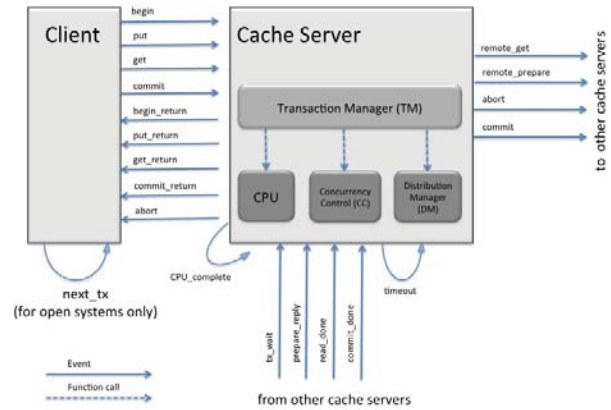 Client
begin
put
get
commit
begin_return
put_return
get_return
commit_return
abort
next_tx
(for open systems only)
Cache Server
Transaction Manager (TM)
CPU
Concurrency
Control (CC)
Distribution
Manager
(DM)
CPU_complete
timeout
remote_get
remote_prepare
abort
commit
to other cache servers
tx_wait
prepare_reply
read_done
commit_done
from other cache servers
Event
Function call